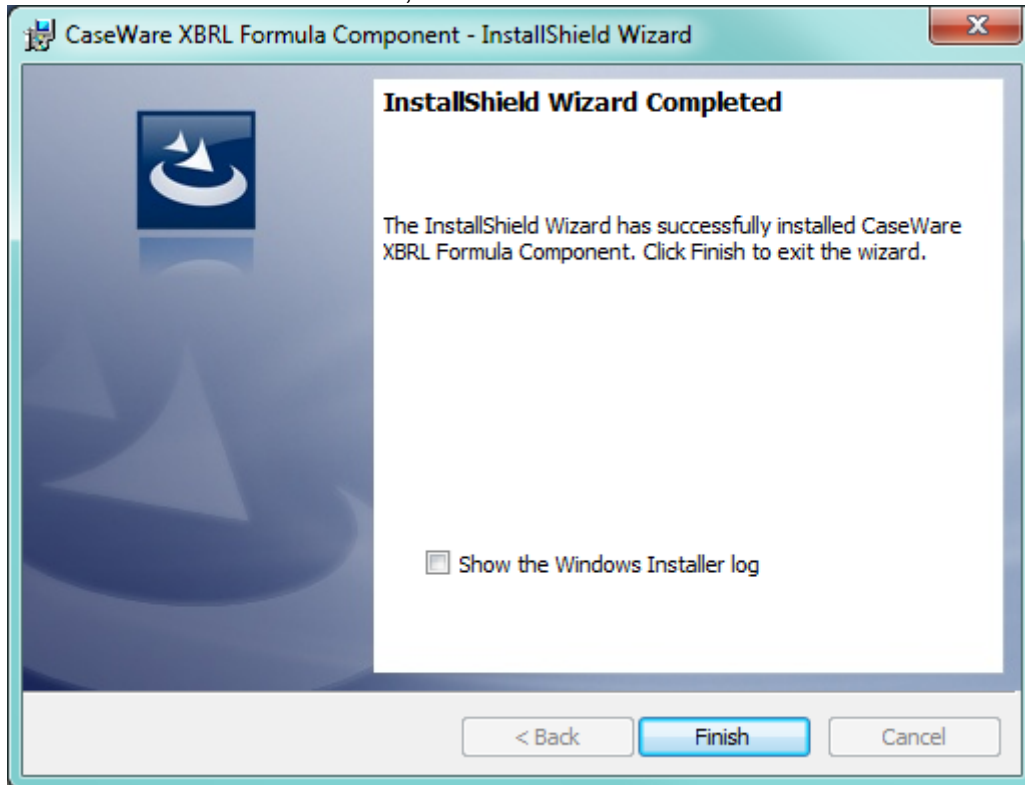 CaseWare XBRL Formula Component - InstallShield Wizard
InstallShield Wizard Completed
The InstallShield Wizard has successfully installed CaseWare
XBRL Formula Component. Click Finish to exit the wizard.
Show the Windows Installer log
< Back Finish Cancel